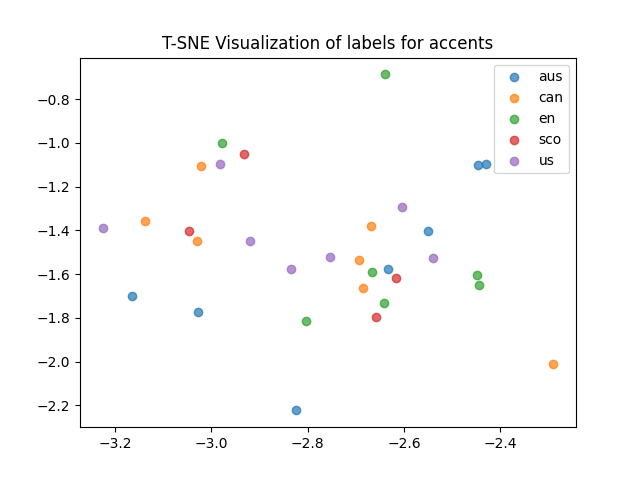 T-SNE Visualization of labels for accents
aus
can
en
sco
us
−0.8
−1.0
−1.2
−1.4
−1.6
−1.8
−2.0
−2.2
−3.2
−3.0
−2.8
−2.6
−2.4